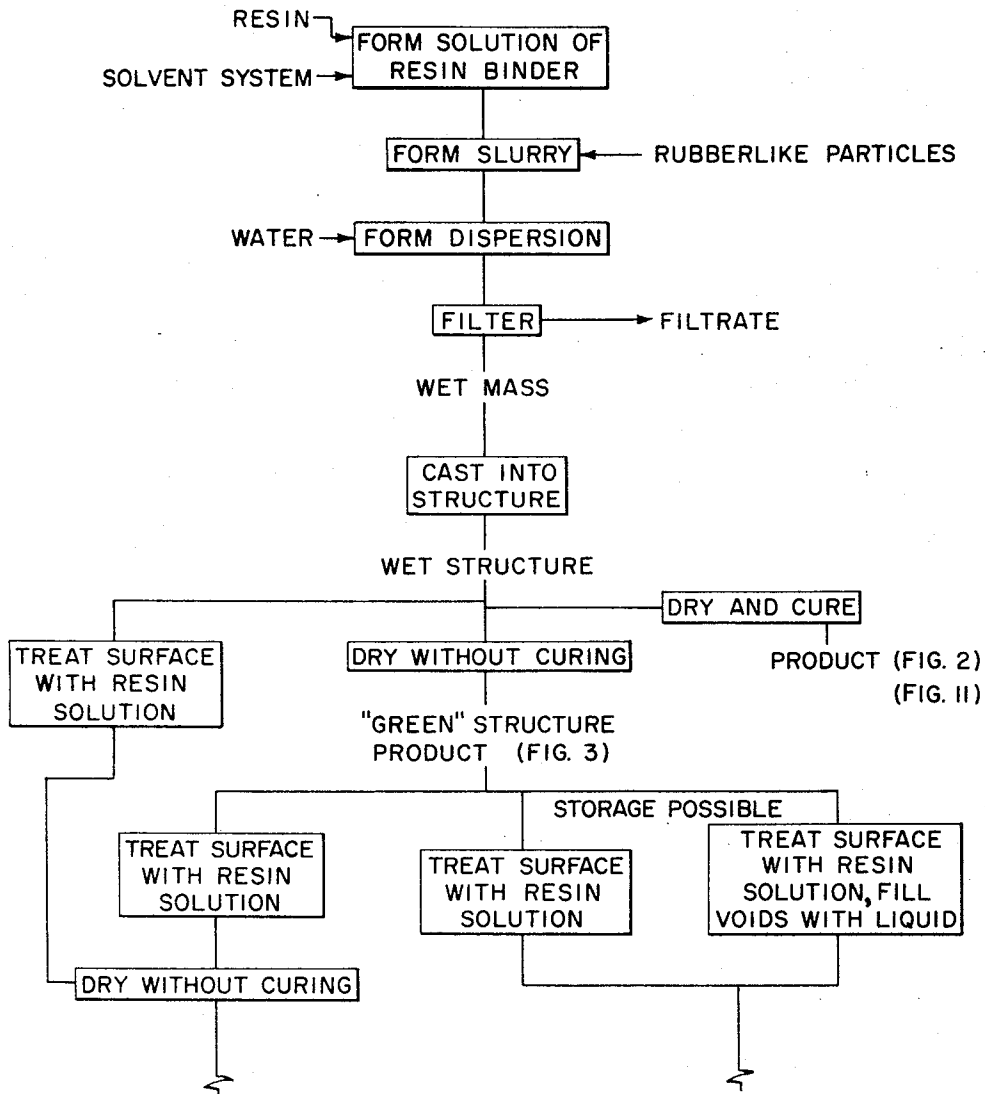 RESIN
FORM SOLUTION OF
RESIN BINDER
SOLVENT SYSTEM
FORM SLURRY
RUBBERLIKE PARTICLES
WATER
FORM DISPERSION
FILTER
FILTRATE
WET MASS
CAST INTO
STRUCTURE
WET STRUCTURE
DRY AND CURE
PRODUCT (FIG. 2)
(FIG. 11)
TREAT SURFACE
WITH RESIN
SOLUTION
DRY WITHOUT CURING
"GREEN" STRUCTURE
PRODUCT (FIG. 3)
STORAGE POSSIBLE
TREAT SURFACE
WITH RESIN
SOLUTION
TREAT SURFACE
WITH RESIN
SOLUTION
TREAT SURFACE
WITH RESIN
SOLUTION, FILL
VOIDS WITH LIQUID
DRY WITHOUT CURING